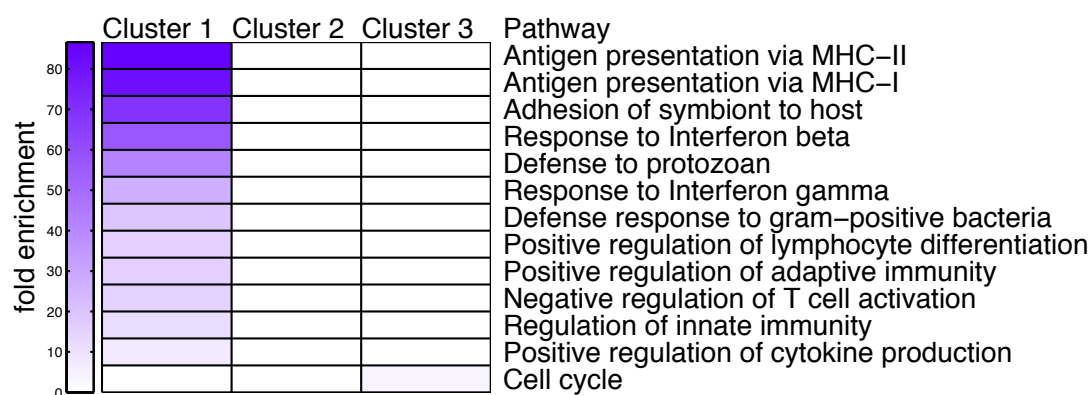 Cluster 1 Cluster 2 Cluster 3 Pathway
Antigen presentation via MHC−II
Antigen presentation via MHC−I
Adhesion of symbiont to host
Response to Interferon beta
Defense to protozoan
Response to Interferon gamma
Defense response to gram−positive bacteria
Positive regulation of lymphocyte differentiation
Positive regulation of adaptive immunity
Negative regulation of T cell activation
Regulation of innate immunity
Positive regulation of cytokine production
Cell cycle
fold enrichment
80
70
60
50
40
30
20
10
0